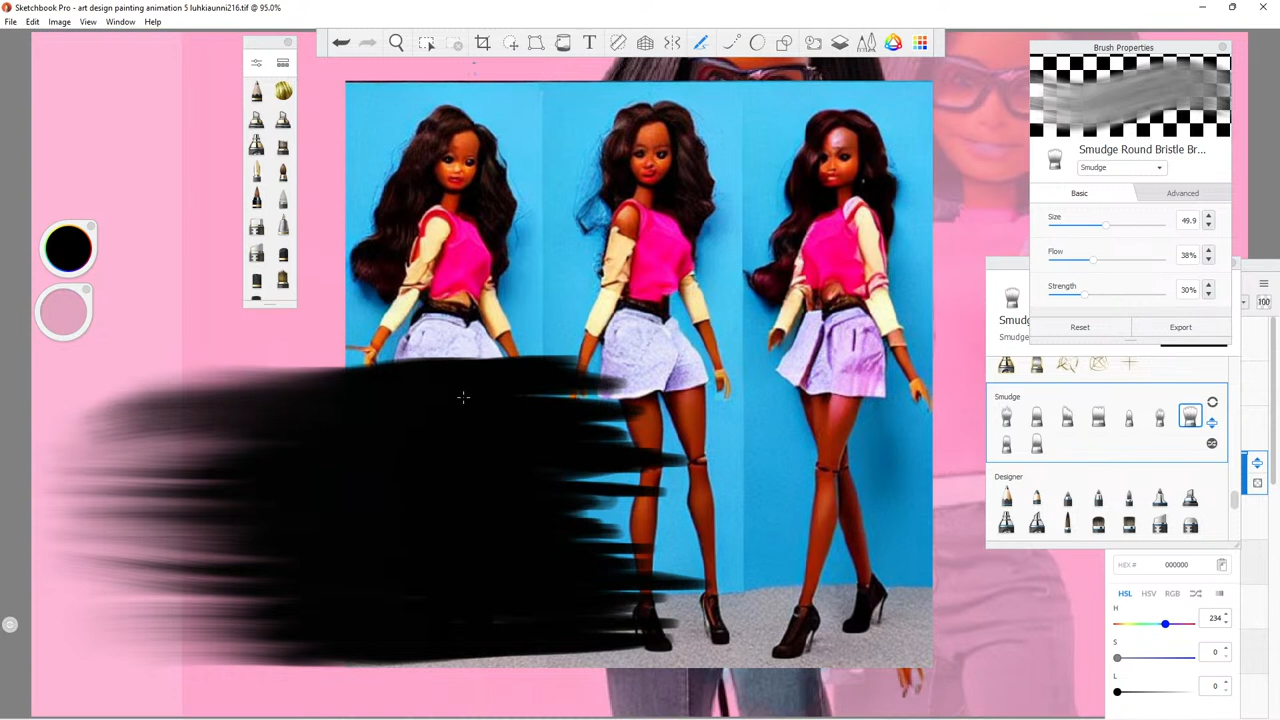 Sketchbook Pro - art design painting animation 5 luhkiaunni216.tif @ 95.0%
File Edit Image View Window Help
T
Brush Properties
Smudge Round Bristle Br...
Smudge
Basic Advanced
Size 49.9
Flow 38%
Strength 30%
Reset Export
100
Smudge
Designer
HEX # 000000
HSL HSV RGB
H 234
S 0
L 0